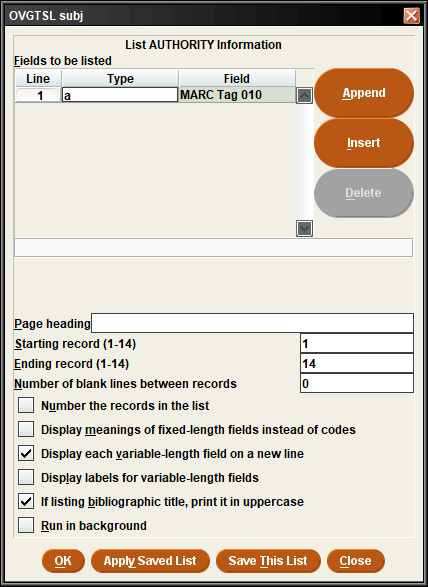 OVGTSL subj
List AUTHORITY Information
Fields to be listed
Line Type Field
1 a MARC Tag 010
Append
Insert
Delete
Page heading
Starting record (1-14) 1
Ending record (1-14) 14
Number of blank lines between records 0
Number the records in the list
Display meanings of fixed-length fields instead of codes
Display each variable-length field on a new line
Display labels for variable-length fields
If listing bibliographic title, print it in uppercase
Run in background
OK Apply Saved List Save This List Close